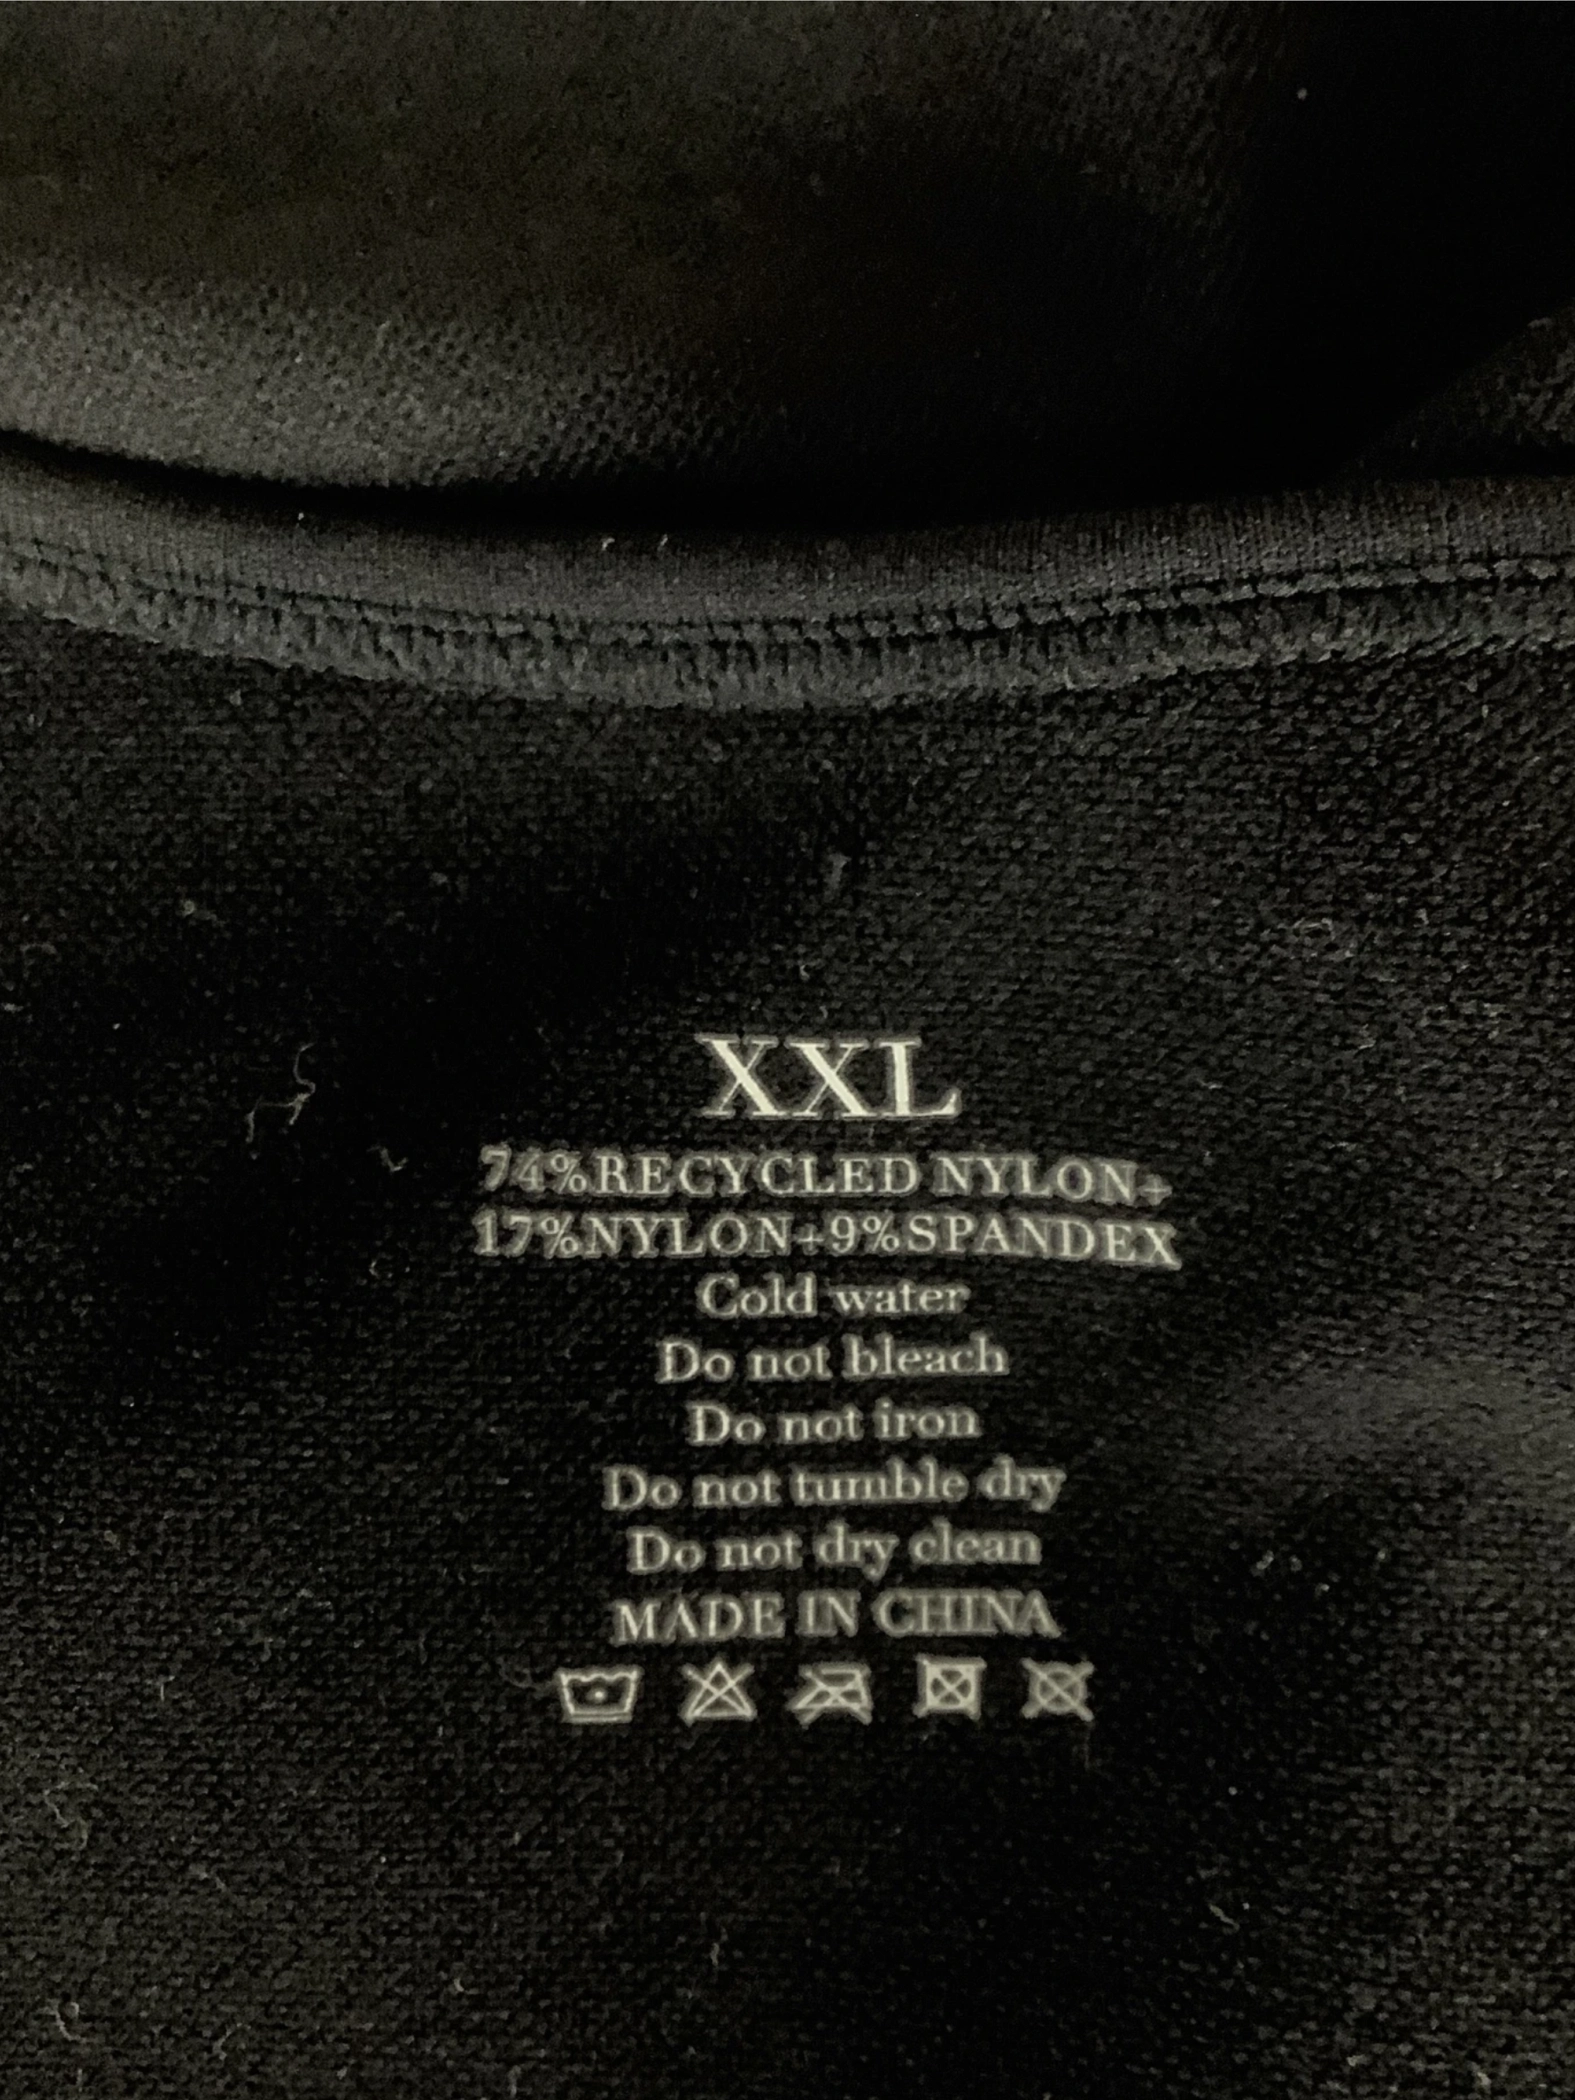 XXL
74%RECYCLED NYLON+
17%NYLON+9%SPANDEX
Cold water
Do not bleach
Do not iron
Do not tumble dry
Do not dry clean
MADE IN CHINA